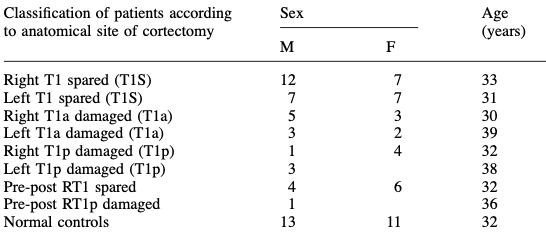 Classification of patients according Sex Age
to anatomical site of cortectomy (years)
M F
Right T1 spared (T1S) 12 7 33
Left T1 spared (T1S) 7 7 31
Right T1a damaged (T1a) 5 3 30
Left T1a damaged (T1a) 3 2 39
Right T1p damaged (T1p) 1 4 32
Left T1p damaged (T1p) 3 38
Pre-post RT1 spared 4 6 32
Pre-post RT1p damaged 1 36
Normal controls 13 11 32